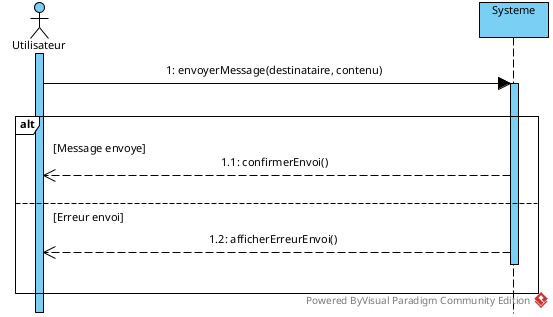 Utilisateur
Systeme
1: envoyerMessage(destinataire, contenu)
alt
[Message envoye]
1.1: confirmerEnvoi()
[Erreur envoi]
1.2: afficherErreurEnvoi()
Powered ByVisual Paradigm Community Edition